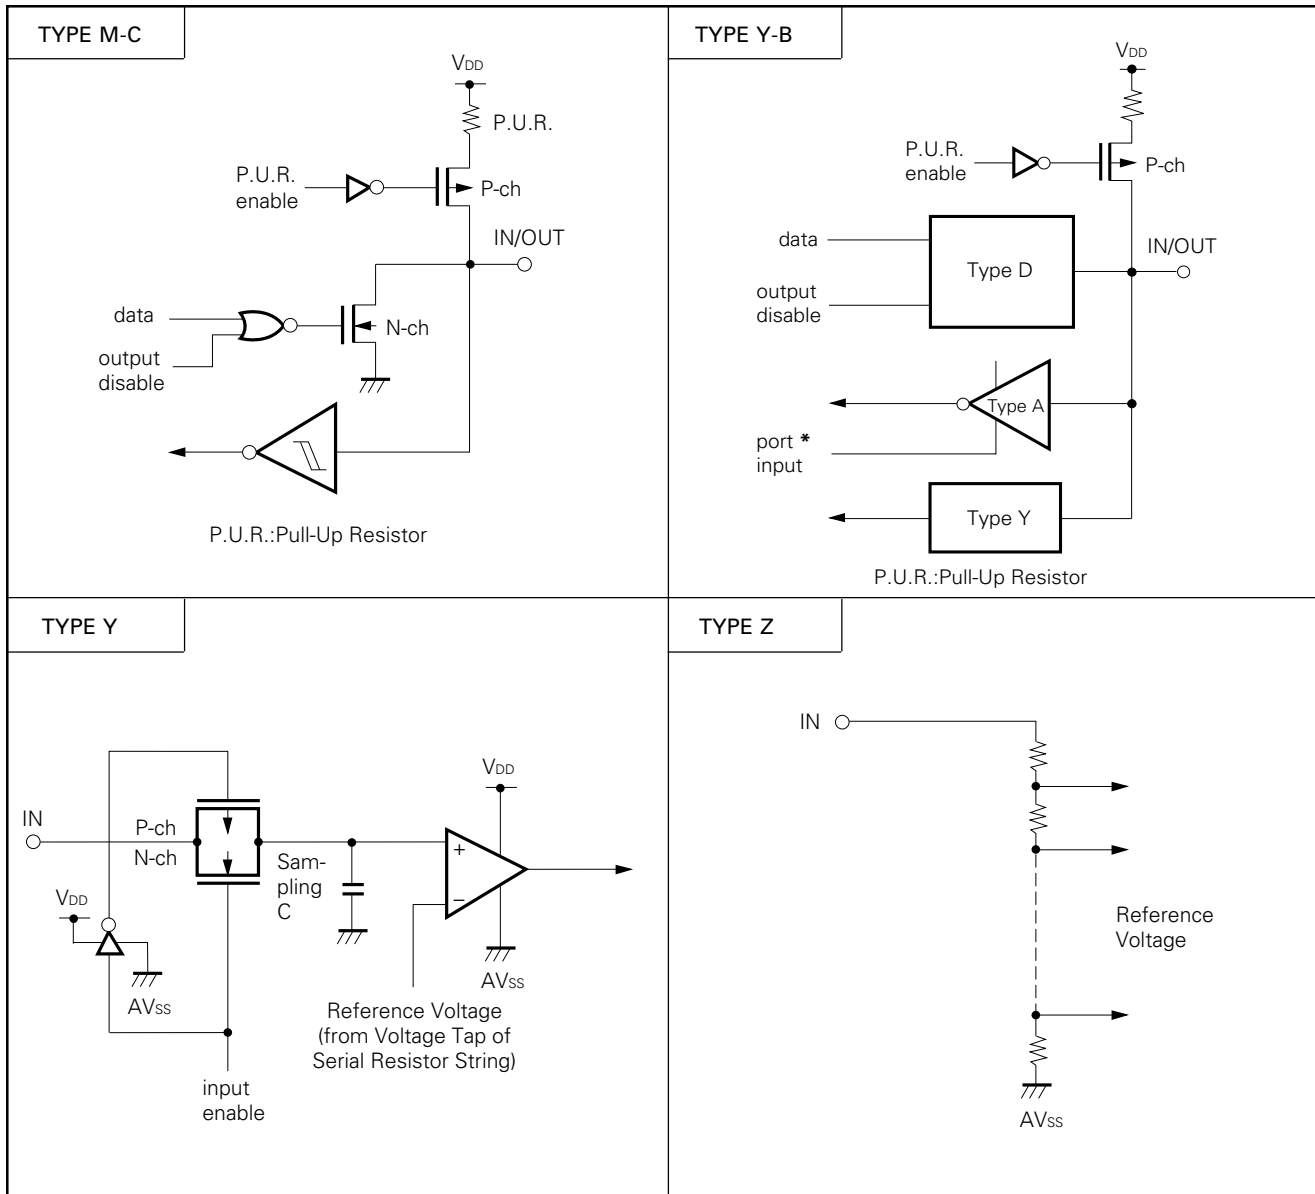 TYPE M-C
VDD
P.U.R.
P.U.R.
enable
P-ch
IN/OUT
data
N-ch
output
disable
P.U.R.:Pull-Up Resistor
TYPE Y-B
VDD
P.U.R.
enable
P-ch
data
Type D
IN/OUT
output
disable
Type A
port *
input
Type Y
P.U.R.:Pull-Up Resistor
TYPE Y
IN
P-ch
N-ch
VDD
AVSS
Sam-
pling
C
VDD
+
−
AVSS
Reference Voltage
(from Voltage Tap of
Serial Resistor String)
input
enable
TYPE Z
IN
Reference
Voltage
AVSS